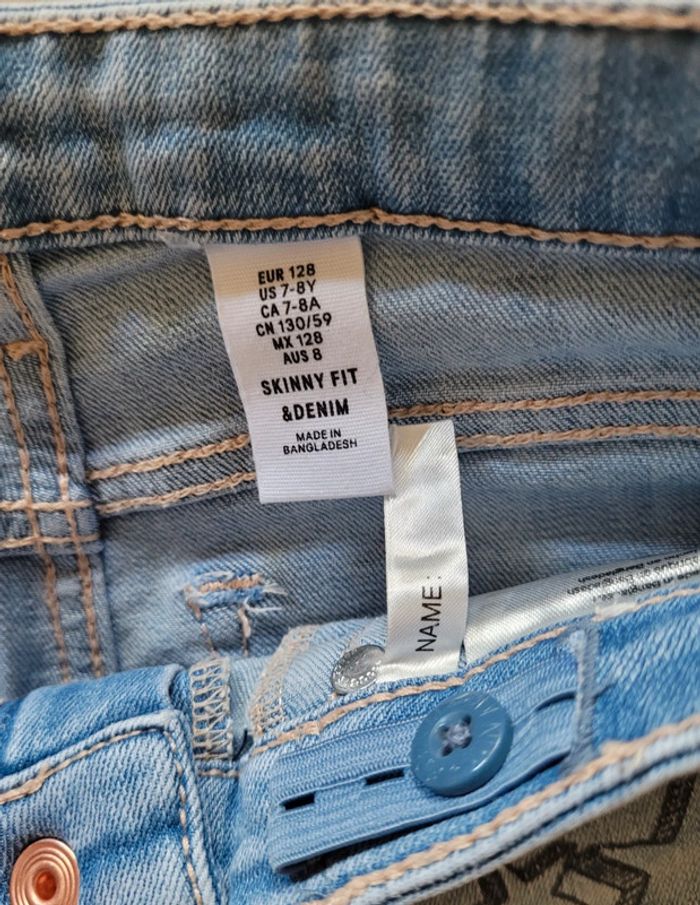 EUR 128
US 7-8Y
CA 7-8A
CN 130/59
MX 128
AUS 8
SKINNY FIT
&DENIM
MADE IN
BANGLADESH
NAME: